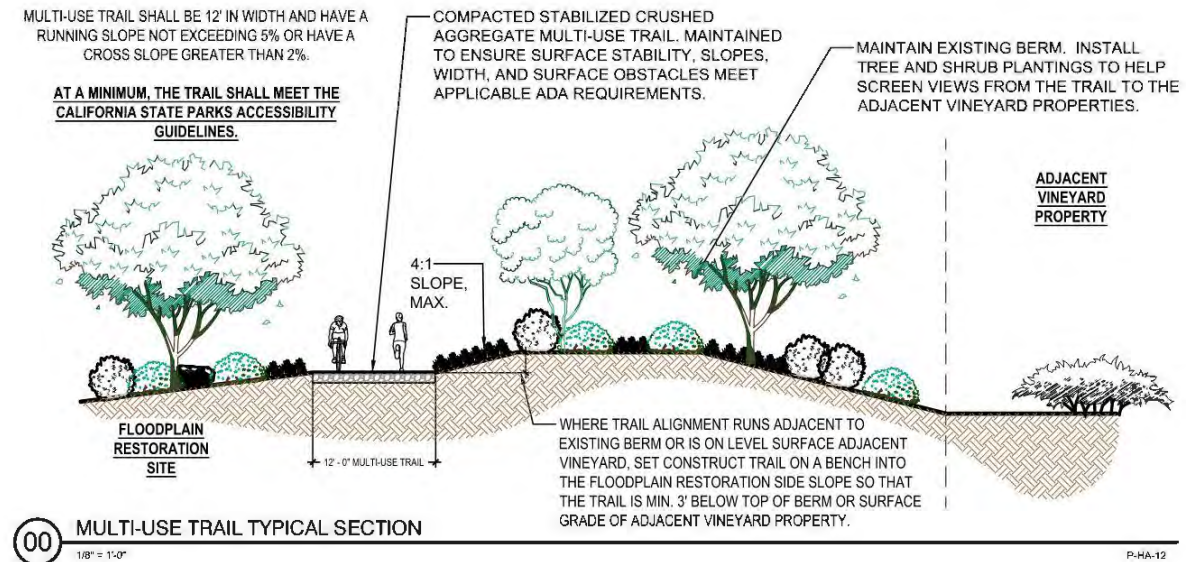 MULTI-USE TRAIL SHALL BE 12' IN WIDTH AND HAVE A
RUNNING SLOPE NOT EXCEEDING 5% OR HAVE A
CROSS SLOPE GREATER THAN 2%.
AT A MINIMUM, THE TRAIL SHALL MEET THE
CALIFORNIA STATE PARKS ACCESSIBILITY
GUIDELINES.
COMPACTED STABILIZED CRUSHED
AGGREGATE MULTI-USE TRAIL. MAINTAINED
TO ENSURE SURFACE STABILITY, SLOPES,
WIDTH, AND SURFACE OBSTACLES MEET
APPLICABLE ADA REQUIREMENTS.
MAINTAIN EXISTING BERM. INSTALL
TREE AND SHRUB PLANTINGS TO HELP
SCREEN VIEWS FROM THE TRAIL TO THE
ADJACENT VINEYARD PROPERTIES.
ADJACENT
VINEYARD
PROPERTY
4:1
SLOPE,
MAX.
FLOODPLAIN
RESTORATION
SITE
12' - 0" MULTI-USE TRAIL
WHERE TRAIL ALIGNMENT RUNS ADJACENT TO
EXISTING BERM OR IS ON LEVEL SURFACE ADJACENT
VINEYARD, SET CONSTRUCT TRAIL ON A BENCH INTO
THE FLOODPLAIN RESTORATION SIDE SLOPE SO THAT
THE TRAIL IS MIN. 3' BELOW TOP OF BERM OR SURFACE
GRADE OF ADJACENT VINEYARD PROPERTY.
00 MULTI-USE TRAIL TYPICAL SECTION
1/8" = 1'-0"
P-HA-12